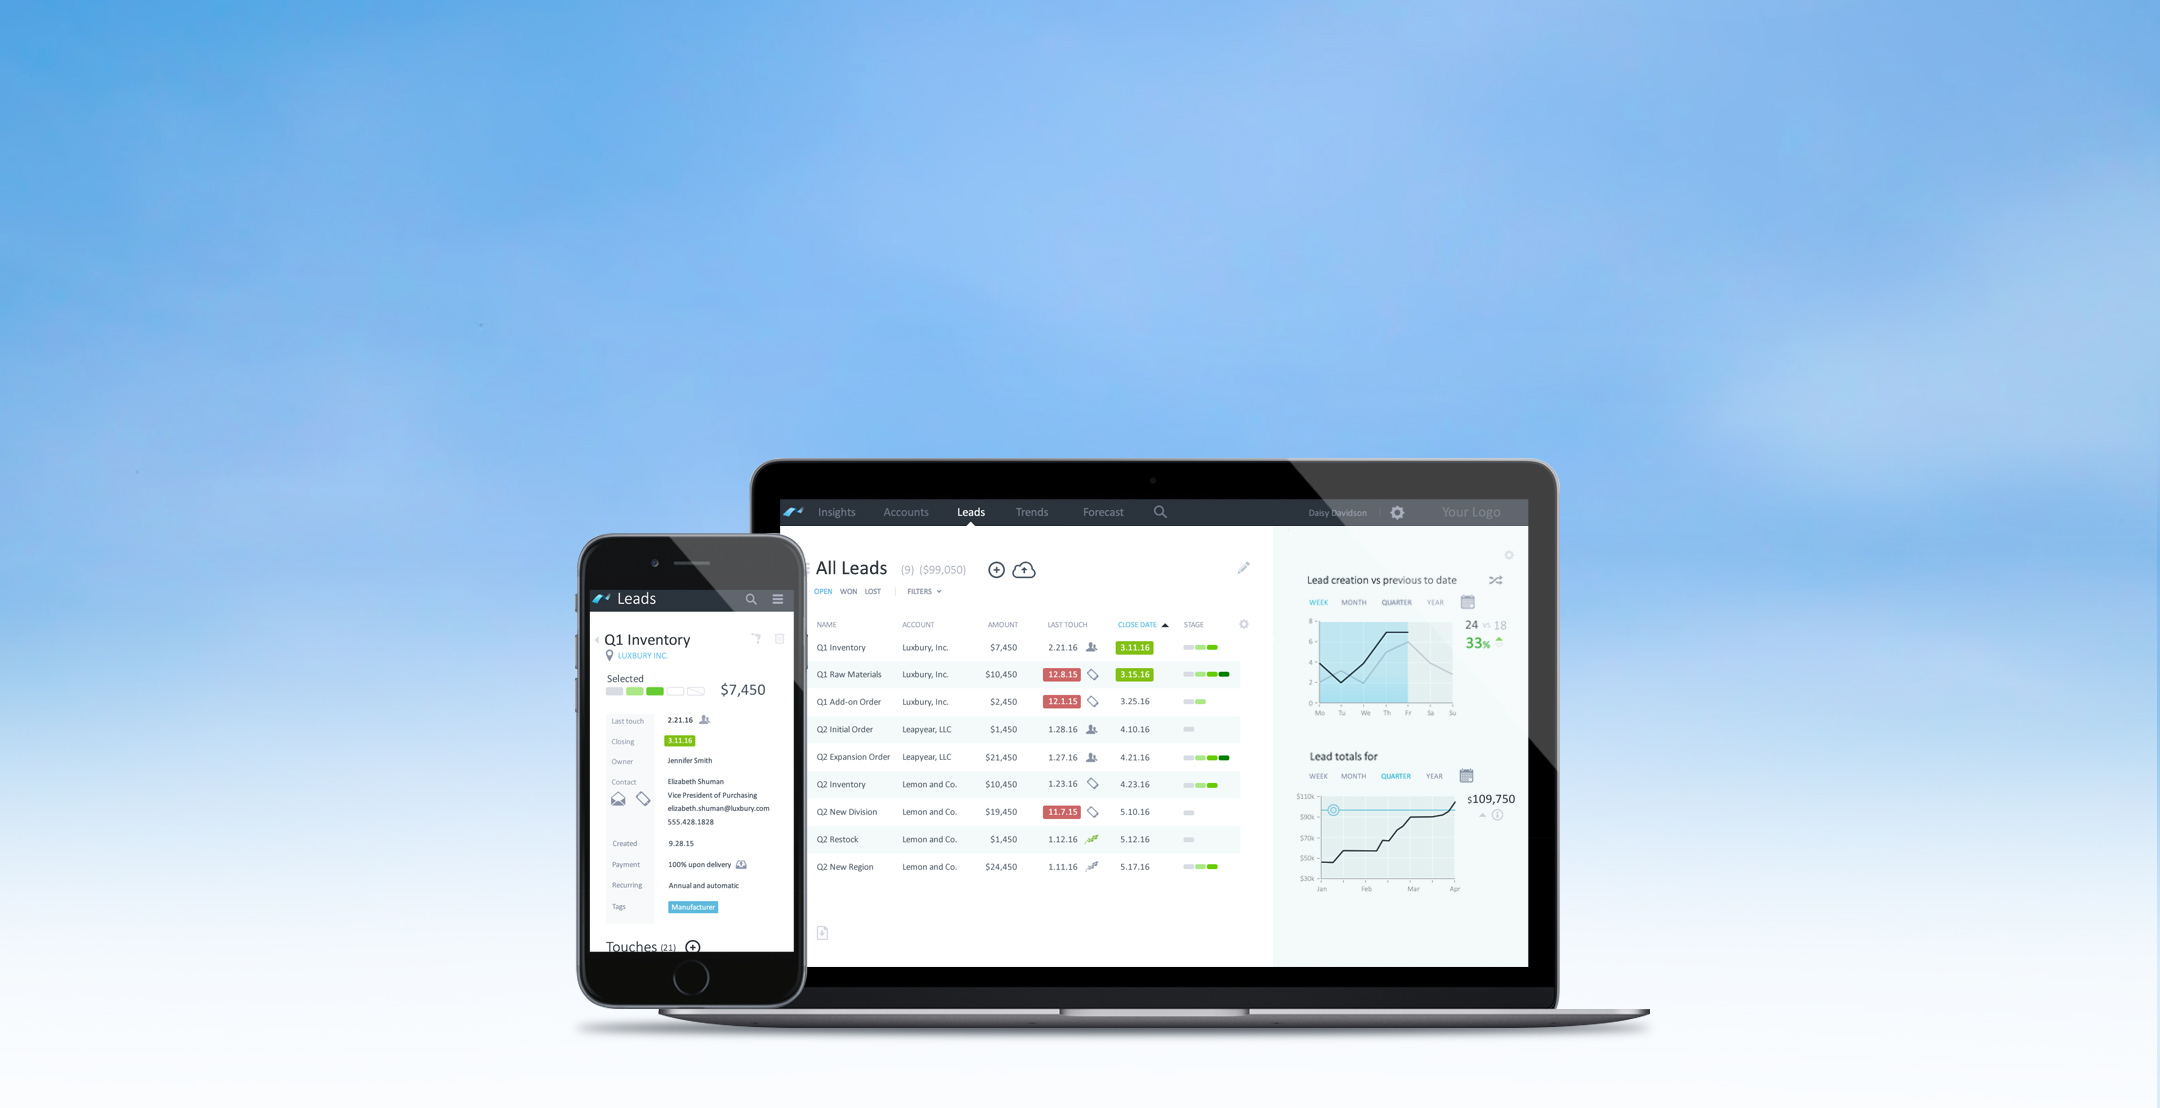 Insights Accounts Leads Trends Forecast Daisy Davidson Your Logo
All Leads (9) ($99,050)
OPEN WON LOST FILTERS
NAME ACCOUNT AMOUNT LAST TOUCH CLOSE DATE STAGE
Q1 Inventory Luxbury, Inc. $7,450 2.21.16 3.11.16
Q1 Raw Materials Luxbury, Inc. $10,450 12.8.15 3.15.16
Q1 Add-on Order Luxbury, Inc. $2,450 12.1.15 3.25.16
Q2 Initial Order Leapyear, LLC $1,450 1.28.16 4.10.16
Q2 Expansion Order Leapyear, LLC $21,450 1.27.16 4.21.16
Q2 Inventory Lemon and Co. $10,450 1.23.16 4.23.16
Q2 New Division Lemon and Co. $19,450 11.7.15 5.10.16
Q2 Restock Lemon and Co. $1,450 1.12.16 5.12.16
Q2 New Region Lemon and Co. $24,450 1.11.16 5.17.16
Lead creation vs previous to date
WEEK MONTH QUARTER YEAR
24 vs 18
33%
8
6
4
2
0
Mo Tu We Th Fr Sa Su
Lead totals for
WEEK MONTH QUARTER YEAR
$109,750
$110k
$90k
$70k
$50k
$30k
Jan Feb Mar Apr
Leads
Q1 Inventory
LUXBURY INC.
Selected
$7,450
Last touch 2.21.16
Closing 3.11.16
Owner Jennifer Smith
Contact Elizabeth Shuman
Vice President of Purchasing
elizabeth.shuman@luxbury.com
555.428.1828
Created 9.28.15
Payment 100% upon delivery
Recurring Annual and automatic
Tags Manufacturer
Touches (21)